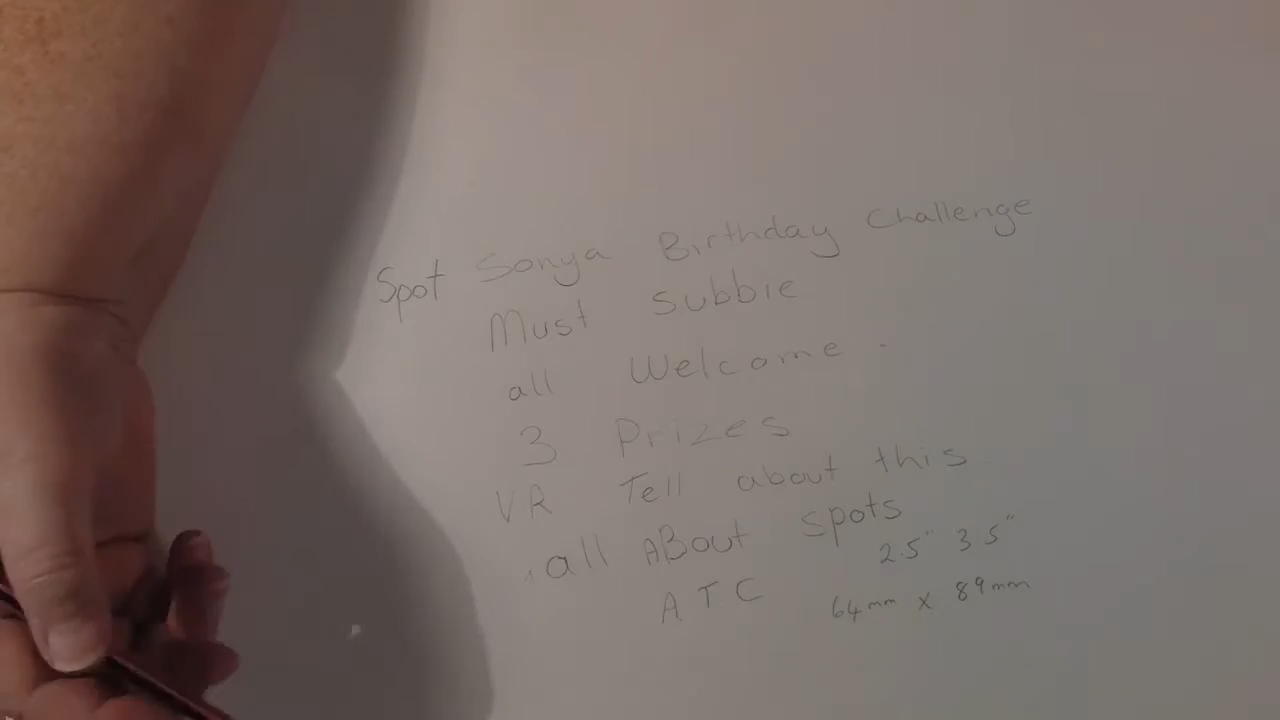 Spot Sonya Birthday Challenge
Must subbie
all Welcome.
3 Prizes
VR Tell about this
all ABout spots
2.5" 3.5"
ATC 64mm x 89mm